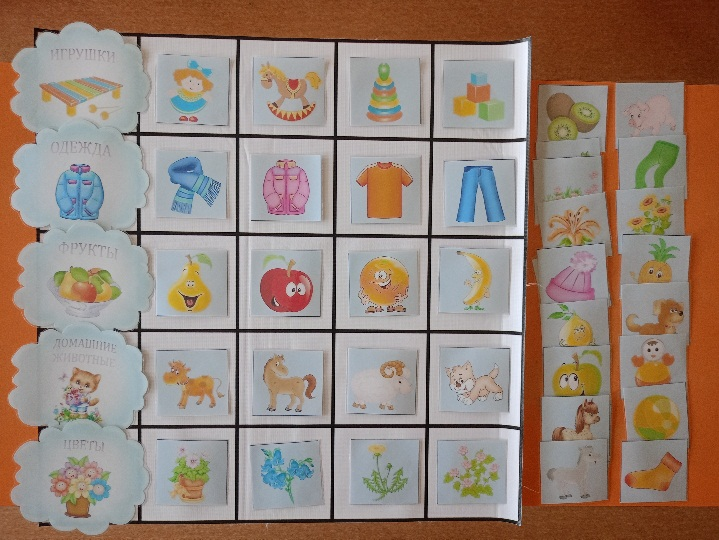 ИГРУШКИ
ОДЕЖДА
ФРУКТЫ
ДОМАШНИЕ
ЖИВОТНЫЕ
ЦВЕТЫ